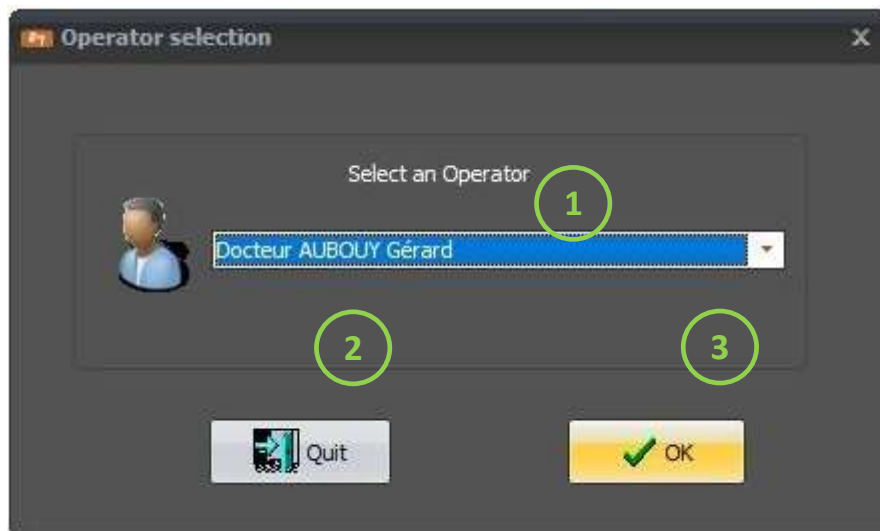 Operator selection
Select an Operator
1
Docteur AUBOUY Gérard
2
3
Quit
OK